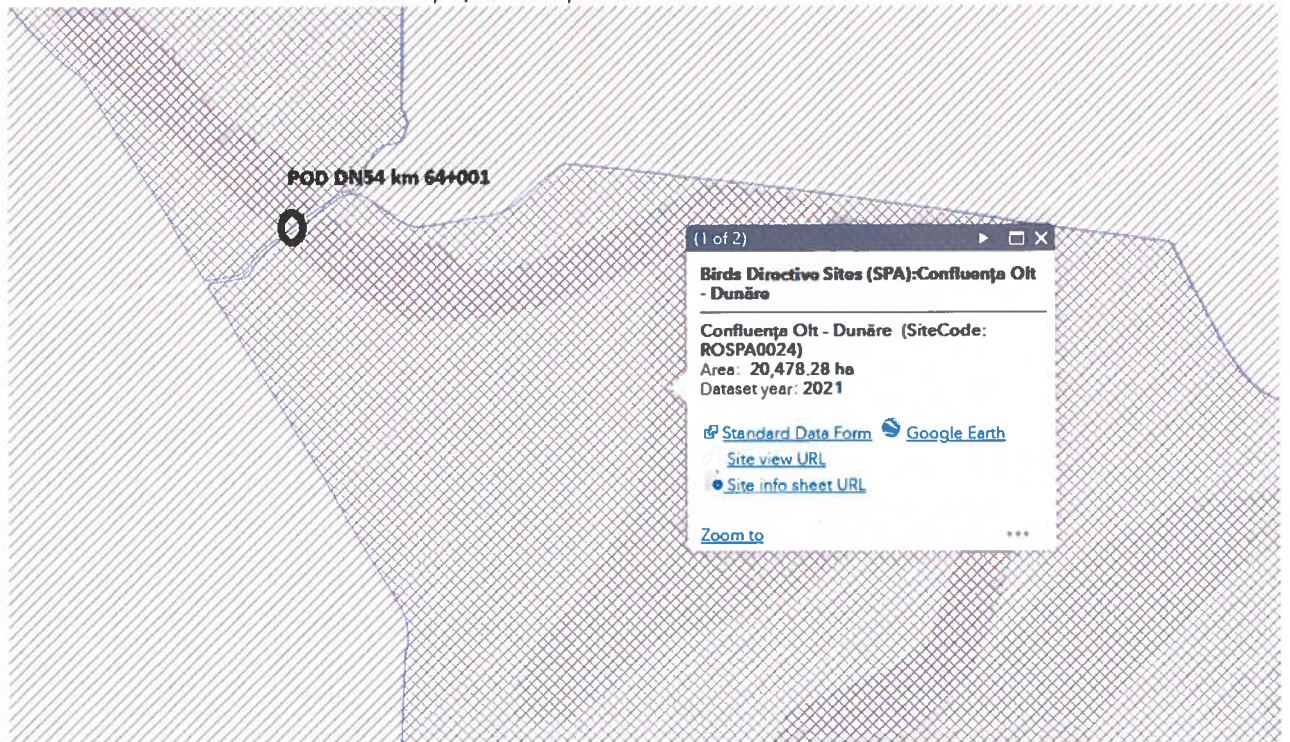 POD DN54 km 64+001
(1 of 2)
Birds Directive Sites (SPA):Confluența Olt
- Dunăre
Confluența Olt - Dunăre (SiteCode:
ROSPA0024)
Area: 20,478.28 ha
Dataset year: 2021
Standard Data Form Google Earth
Site view URL
Site info sheet URL
Zoom to